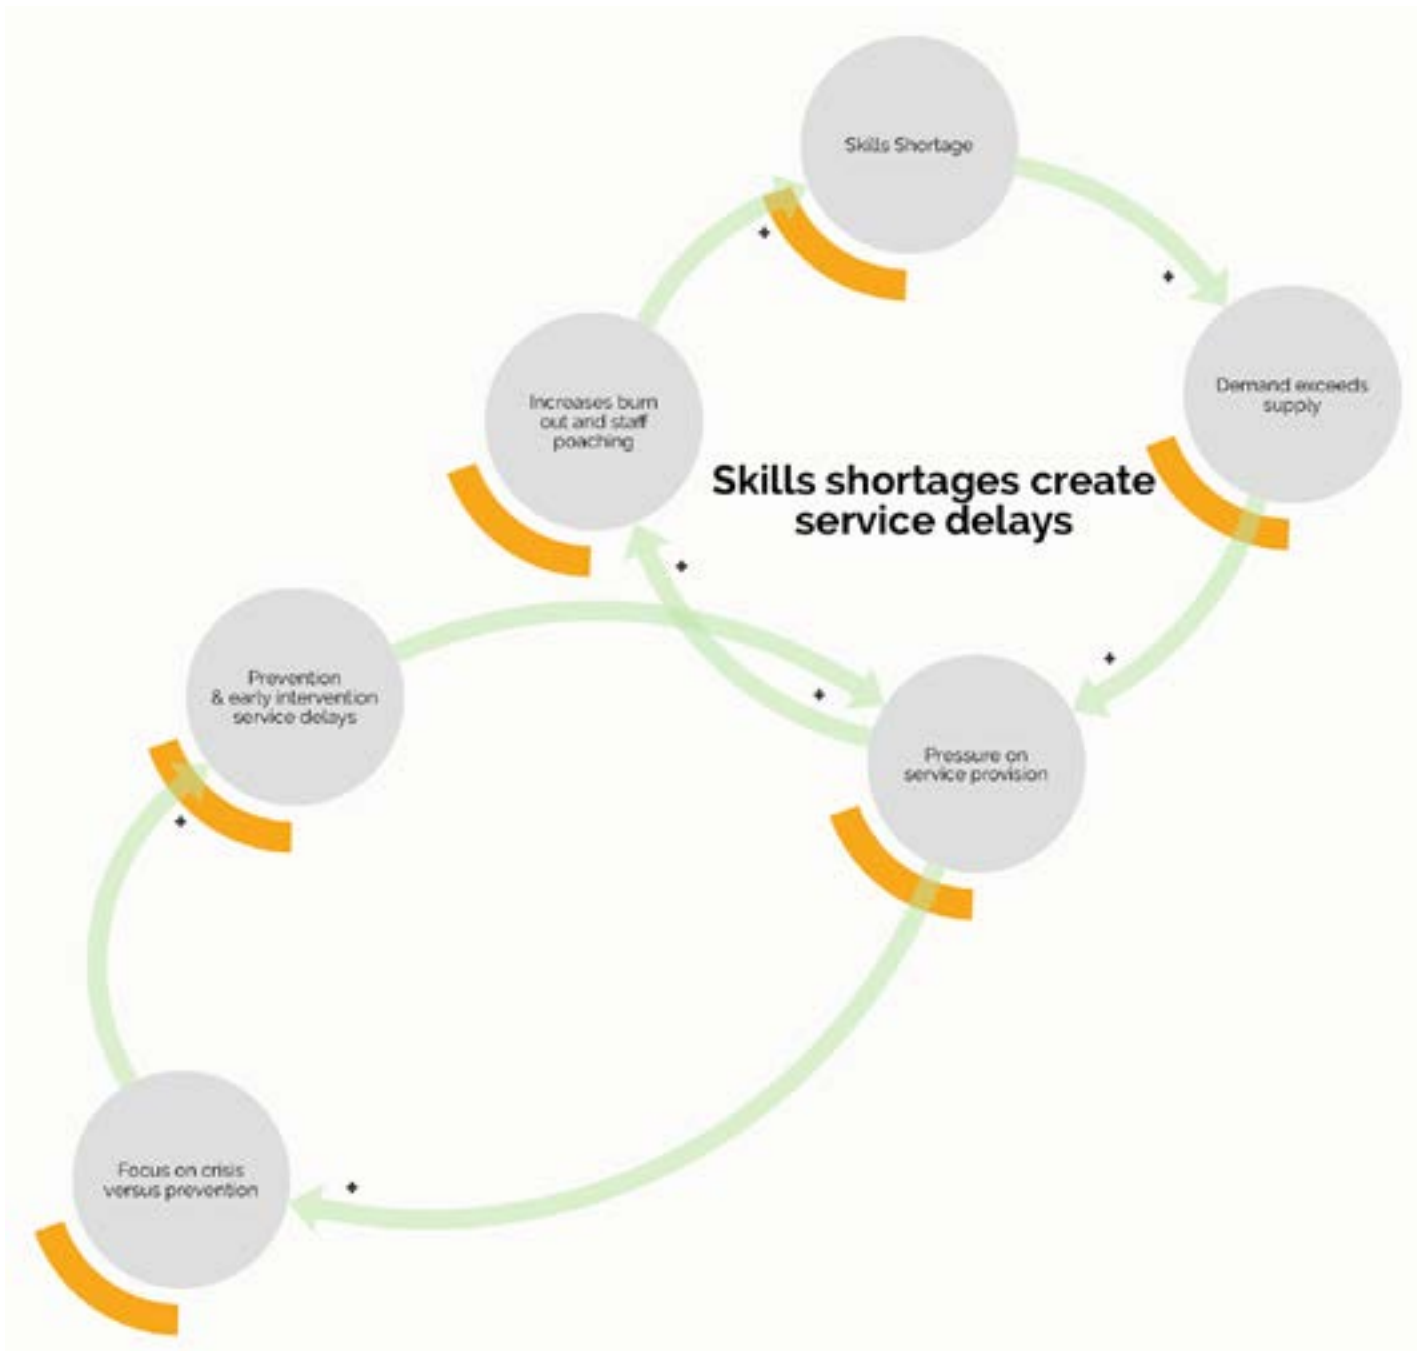 Skills Shortage
Demand exceeds
supply
Increases burn
out and staff
poaching
Skills shortages create
service delays
Prevention
& early intervention
service delays
Pressure on
service provision
Focus on crisis
versus prevention
+
+
+
+
+
+
+